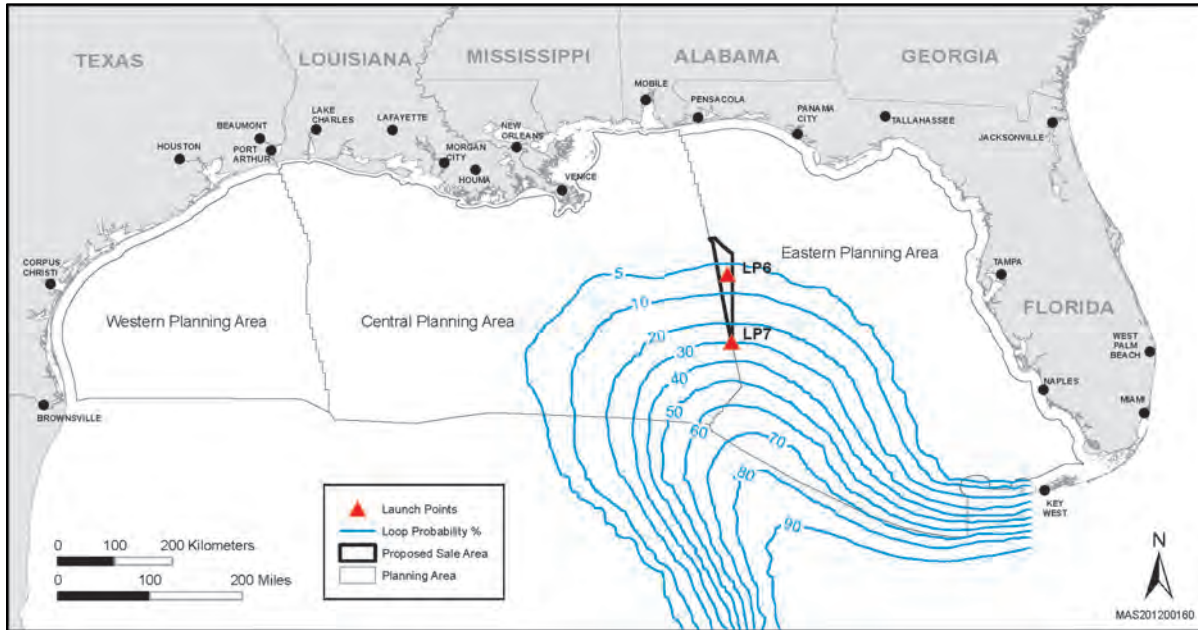 TEXAS
LOUISIANA
MISSISSIPPI
ALABAMA
GEORGIA
MOBILE
PENSACOLA
PANAMA
CITY
TALLAHASSEE
JACKSONVILLE
LAKE
CHARLES
LAFAYETTE
NEW
ORLEANS
BEAUMONT
PORT
ARTHUR
HOUSTON
MORGAN
CITY
HOUMA
VENICE
CORPUS
CHRISTI
BROWNSVILLE
Western Planning Area
Central Planning Area
Eastern Planning Area
LP6
LP7
TAMPA
FLORIDA
WEST
PALM
BEACH
NAPLES
MIAMI
KEY
WEST
5
10
20
30
40
50
60
70
80
90
Launch Points
Loop Probability %
Proposed Sale Area
Planning Area
0 100 200 Kilometers
0 100 200 Miles
N
MAS201200160